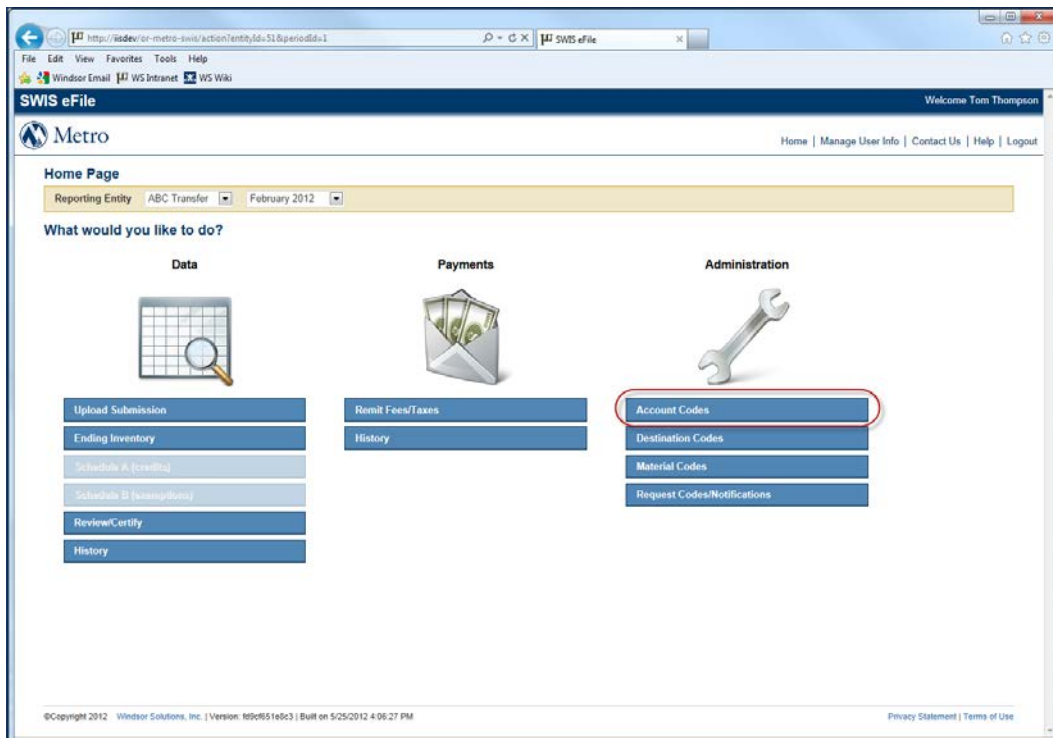 http://iisdev/or-metro-swis/action?entityId=51&periodId=1
SWIS eFile
File Edit View Favorites Tools Help
Windsor Email WS Intranet WS Wiki
SWIS eFile Welcome Tom Thompson
Metro
Home | Manage User Info | Contact Us | Help | Logout
Home Page
Reporting Entity ABC Transfer February 2012
What would you like to do?
Data Payments Administration
Upload Submission Remit Fees/Taxes Account Codes
Ending Inventory History Destination Codes
Schedule A (credits) Material Codes
Schedule B (exemptions) Request Codes/Notifications
Review/Certify
History
©Copyright 2012 Windsor Solutions, Inc. | Version: fd9cf651e8c3 | Built on 5/25/2012 4:06:27 PM Privacy Statement | Terms of Use